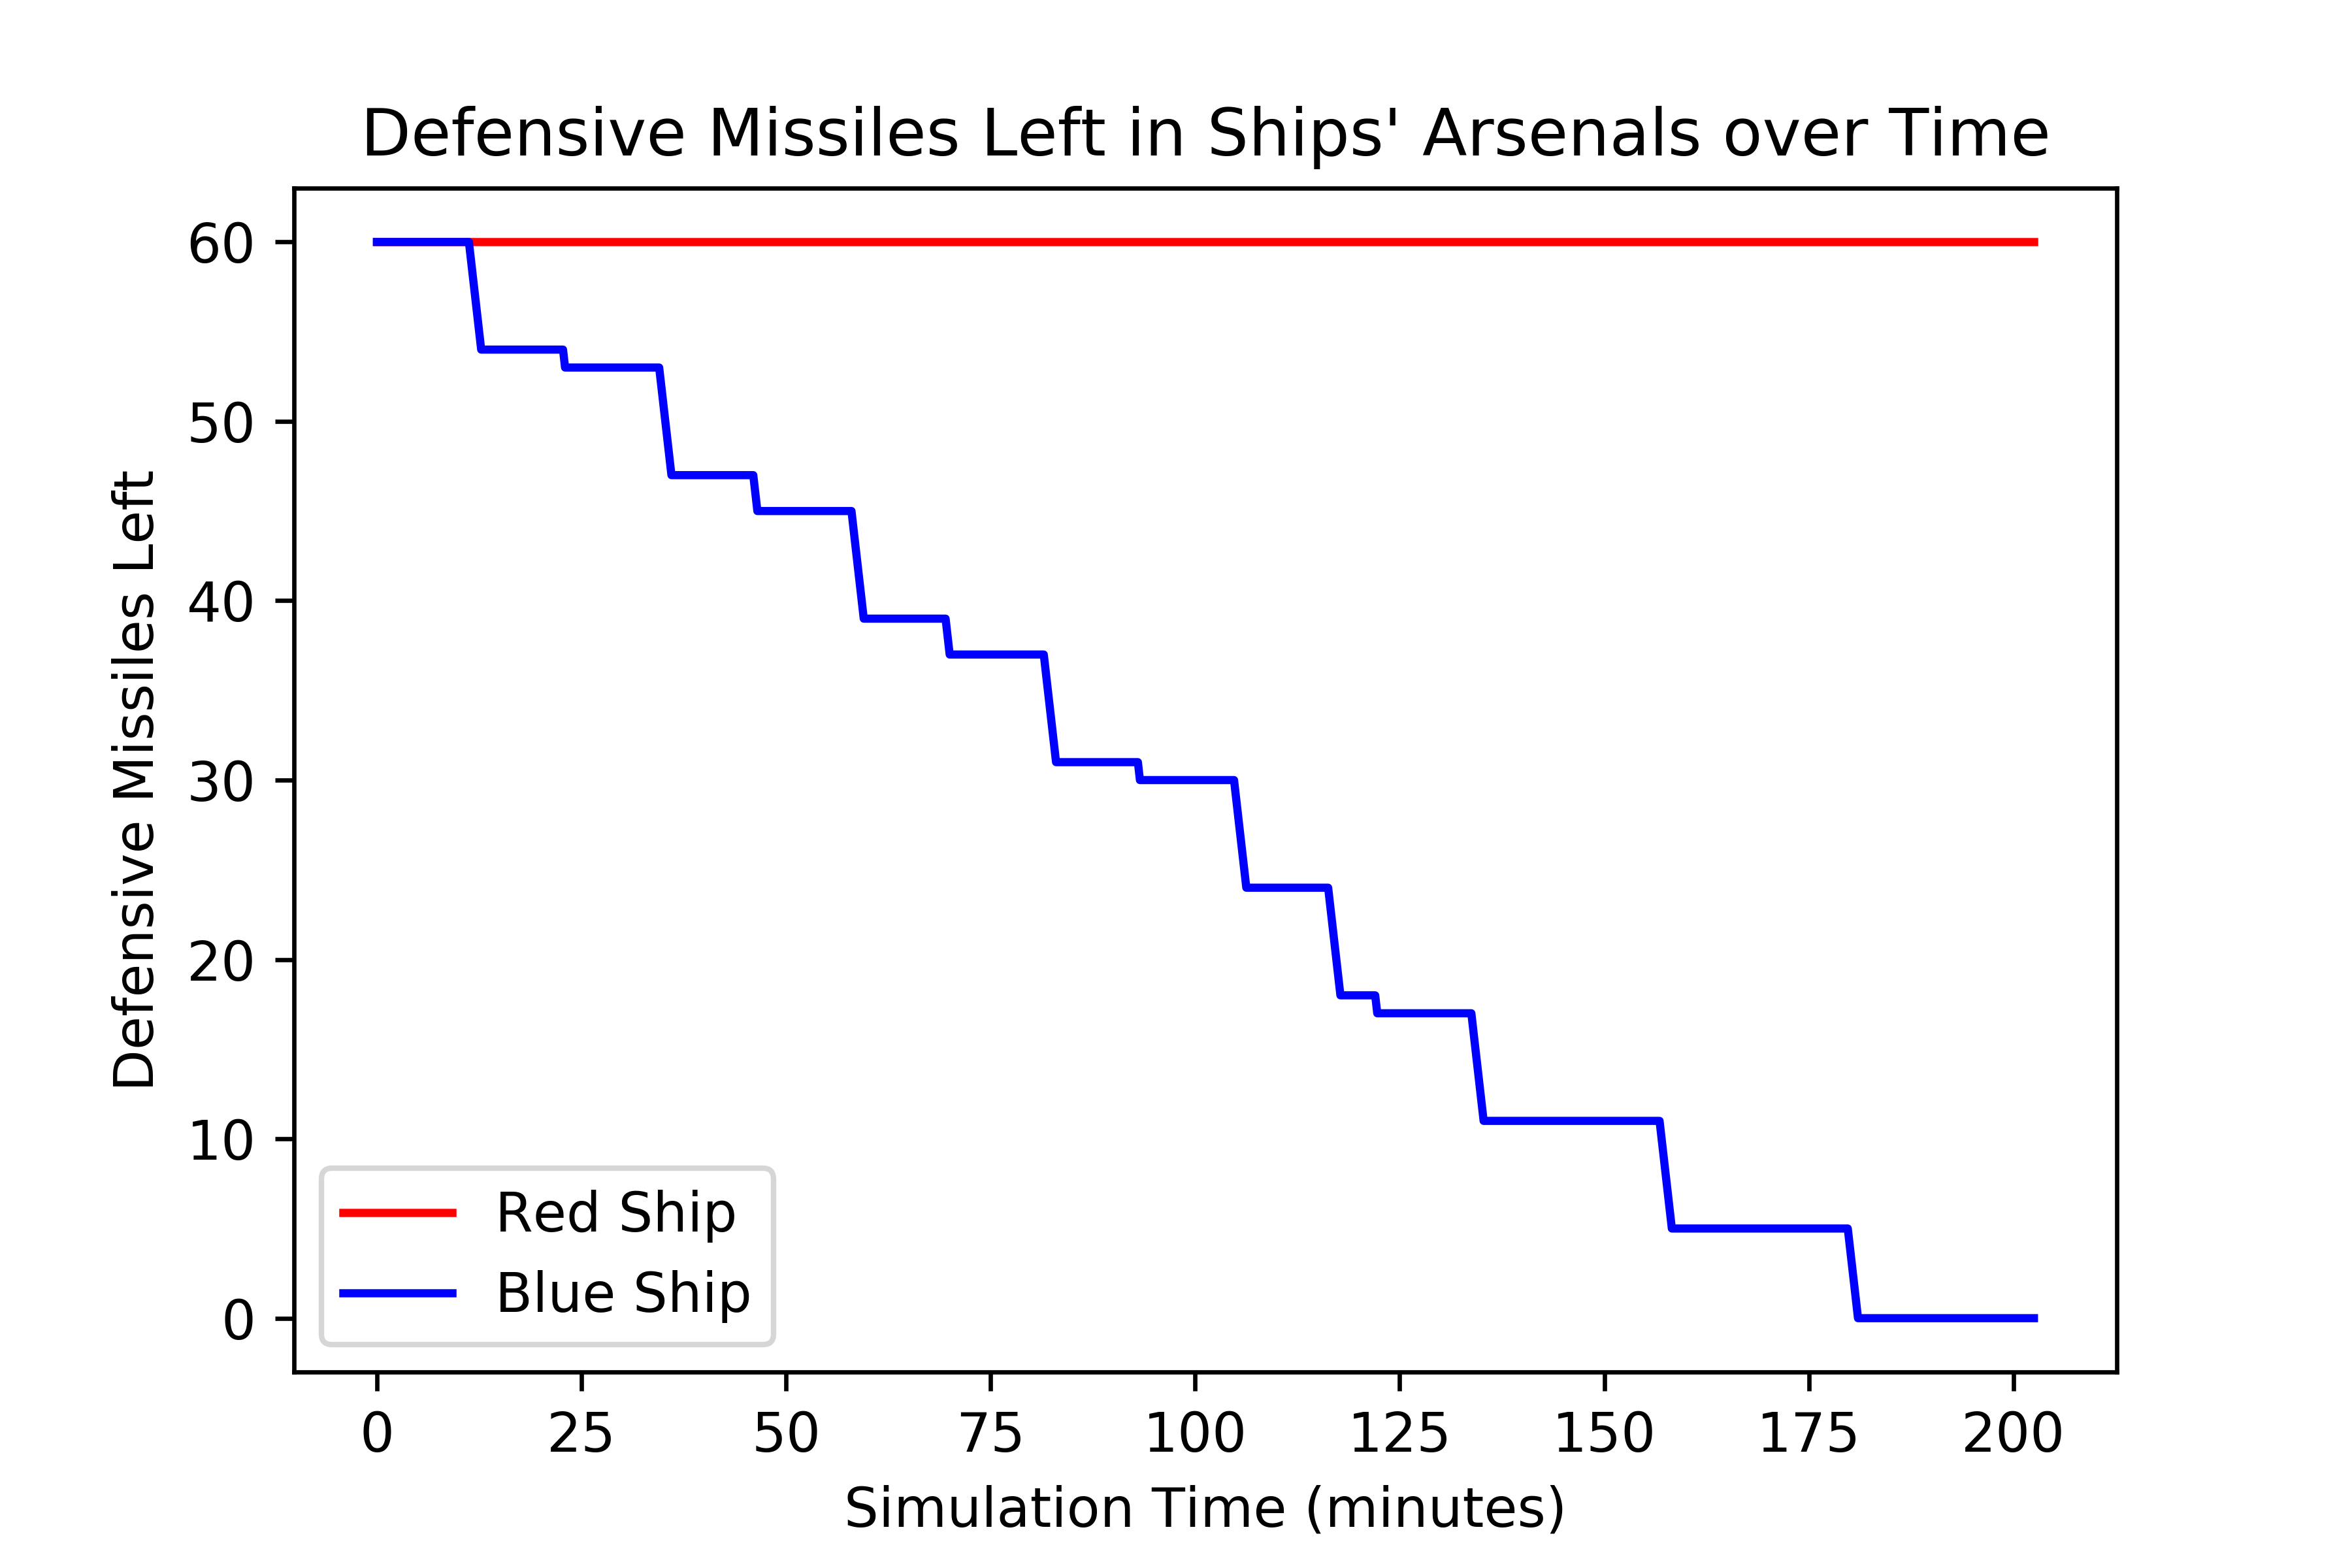 Defensive Missiles Left in Ships' Arsenals over Time
60
50
40
30
20
10
0
Defensive Missiles Left
Red Ship
Blue Ship
0 25 50 75 100 125 150 175 200
Simulation Time (minutes)